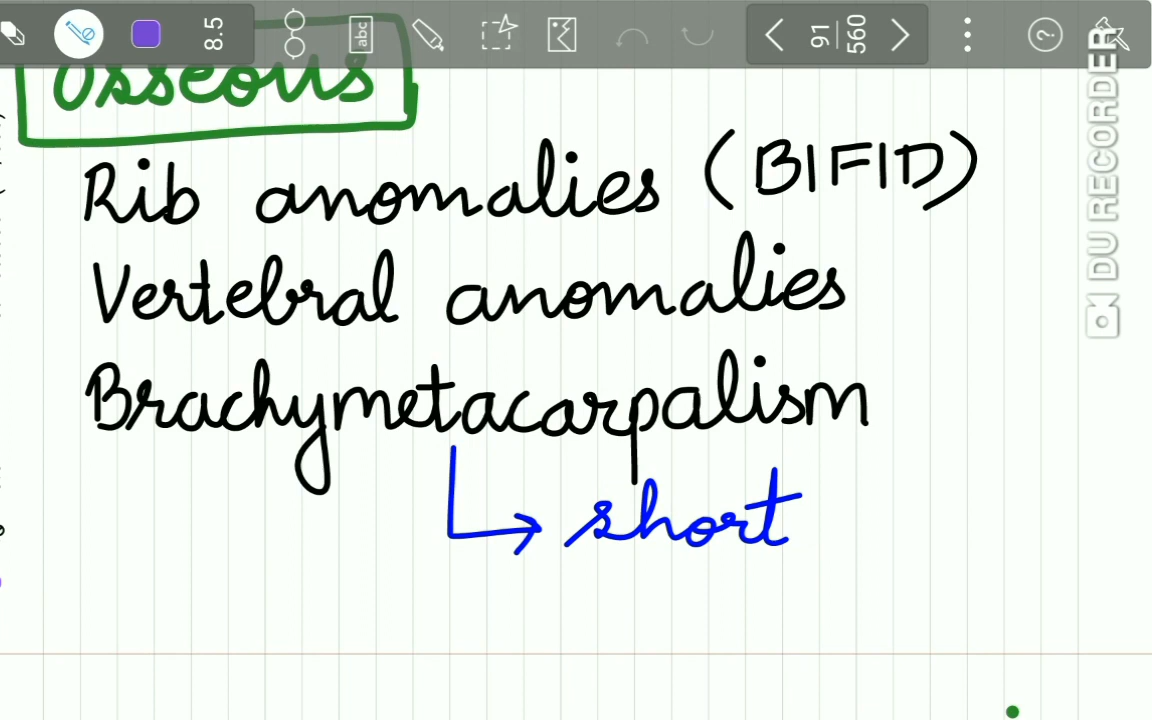 8.5
abc
91
560
?
DU RECORDER
Osseous
Rib anomalies (BIFID)
Vertebral anomalies
Brachymetacarpalism
short